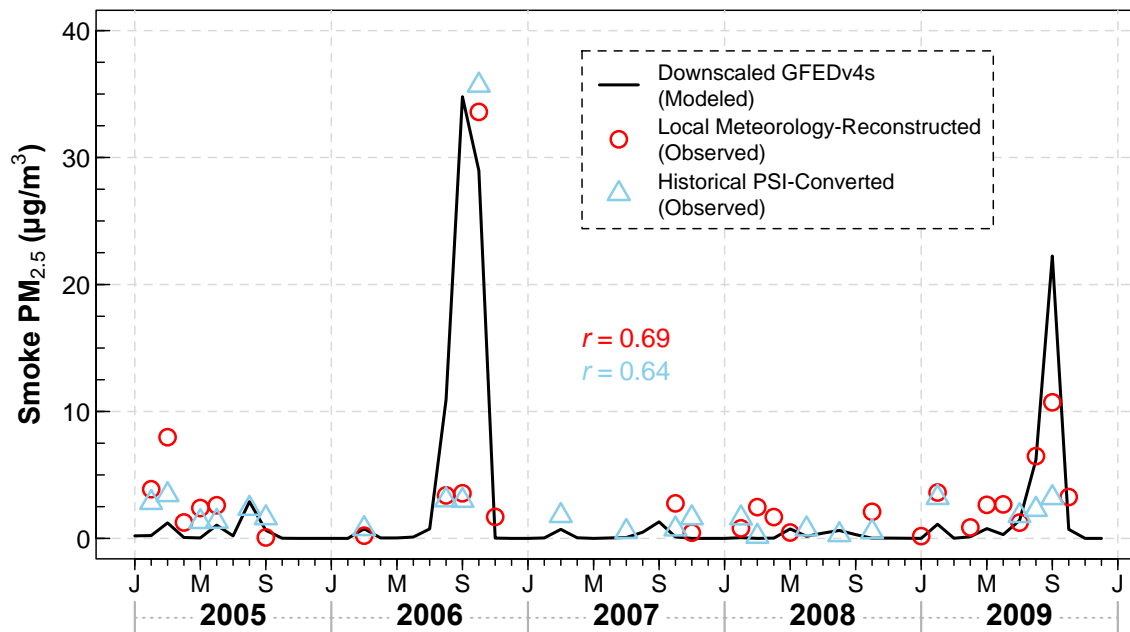 40
30
20
10
0
Smoke PM2.5 (µg/m³)
Downscaled GFEDv4s
(Modeled)
Local Meteorology-Reconstructed
(Observed)
Historical PSI-Converted
(Observed)
r = 0.69
r = 0.64
J M S J M S J M S J M S J M S J
2005 2006 2007 2008 2009